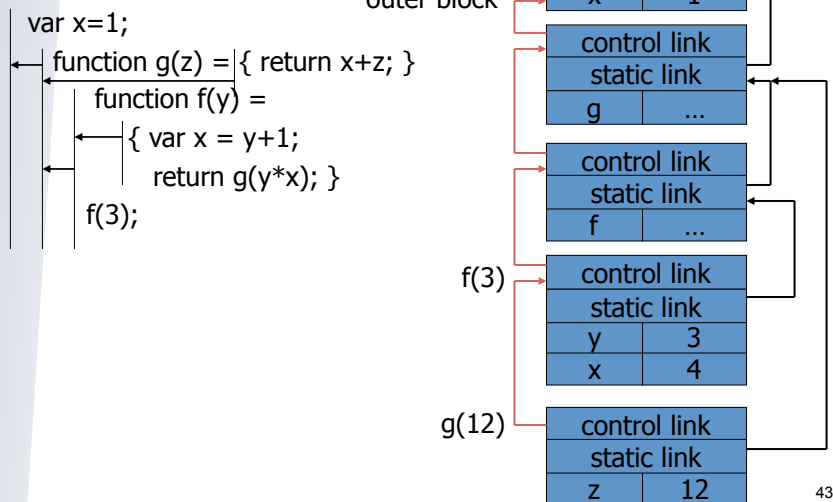 var x=1;
function g(z) = { return x+z; }
function f(y) =
{ var x = y+1;
return g(y*x); }
f(3);
outer block
x 1
control link
static link
g ...
control link
static link
f ...
f(3)
control link
static link
y 3
x 4
g(12)
control link
static link
z 12
43